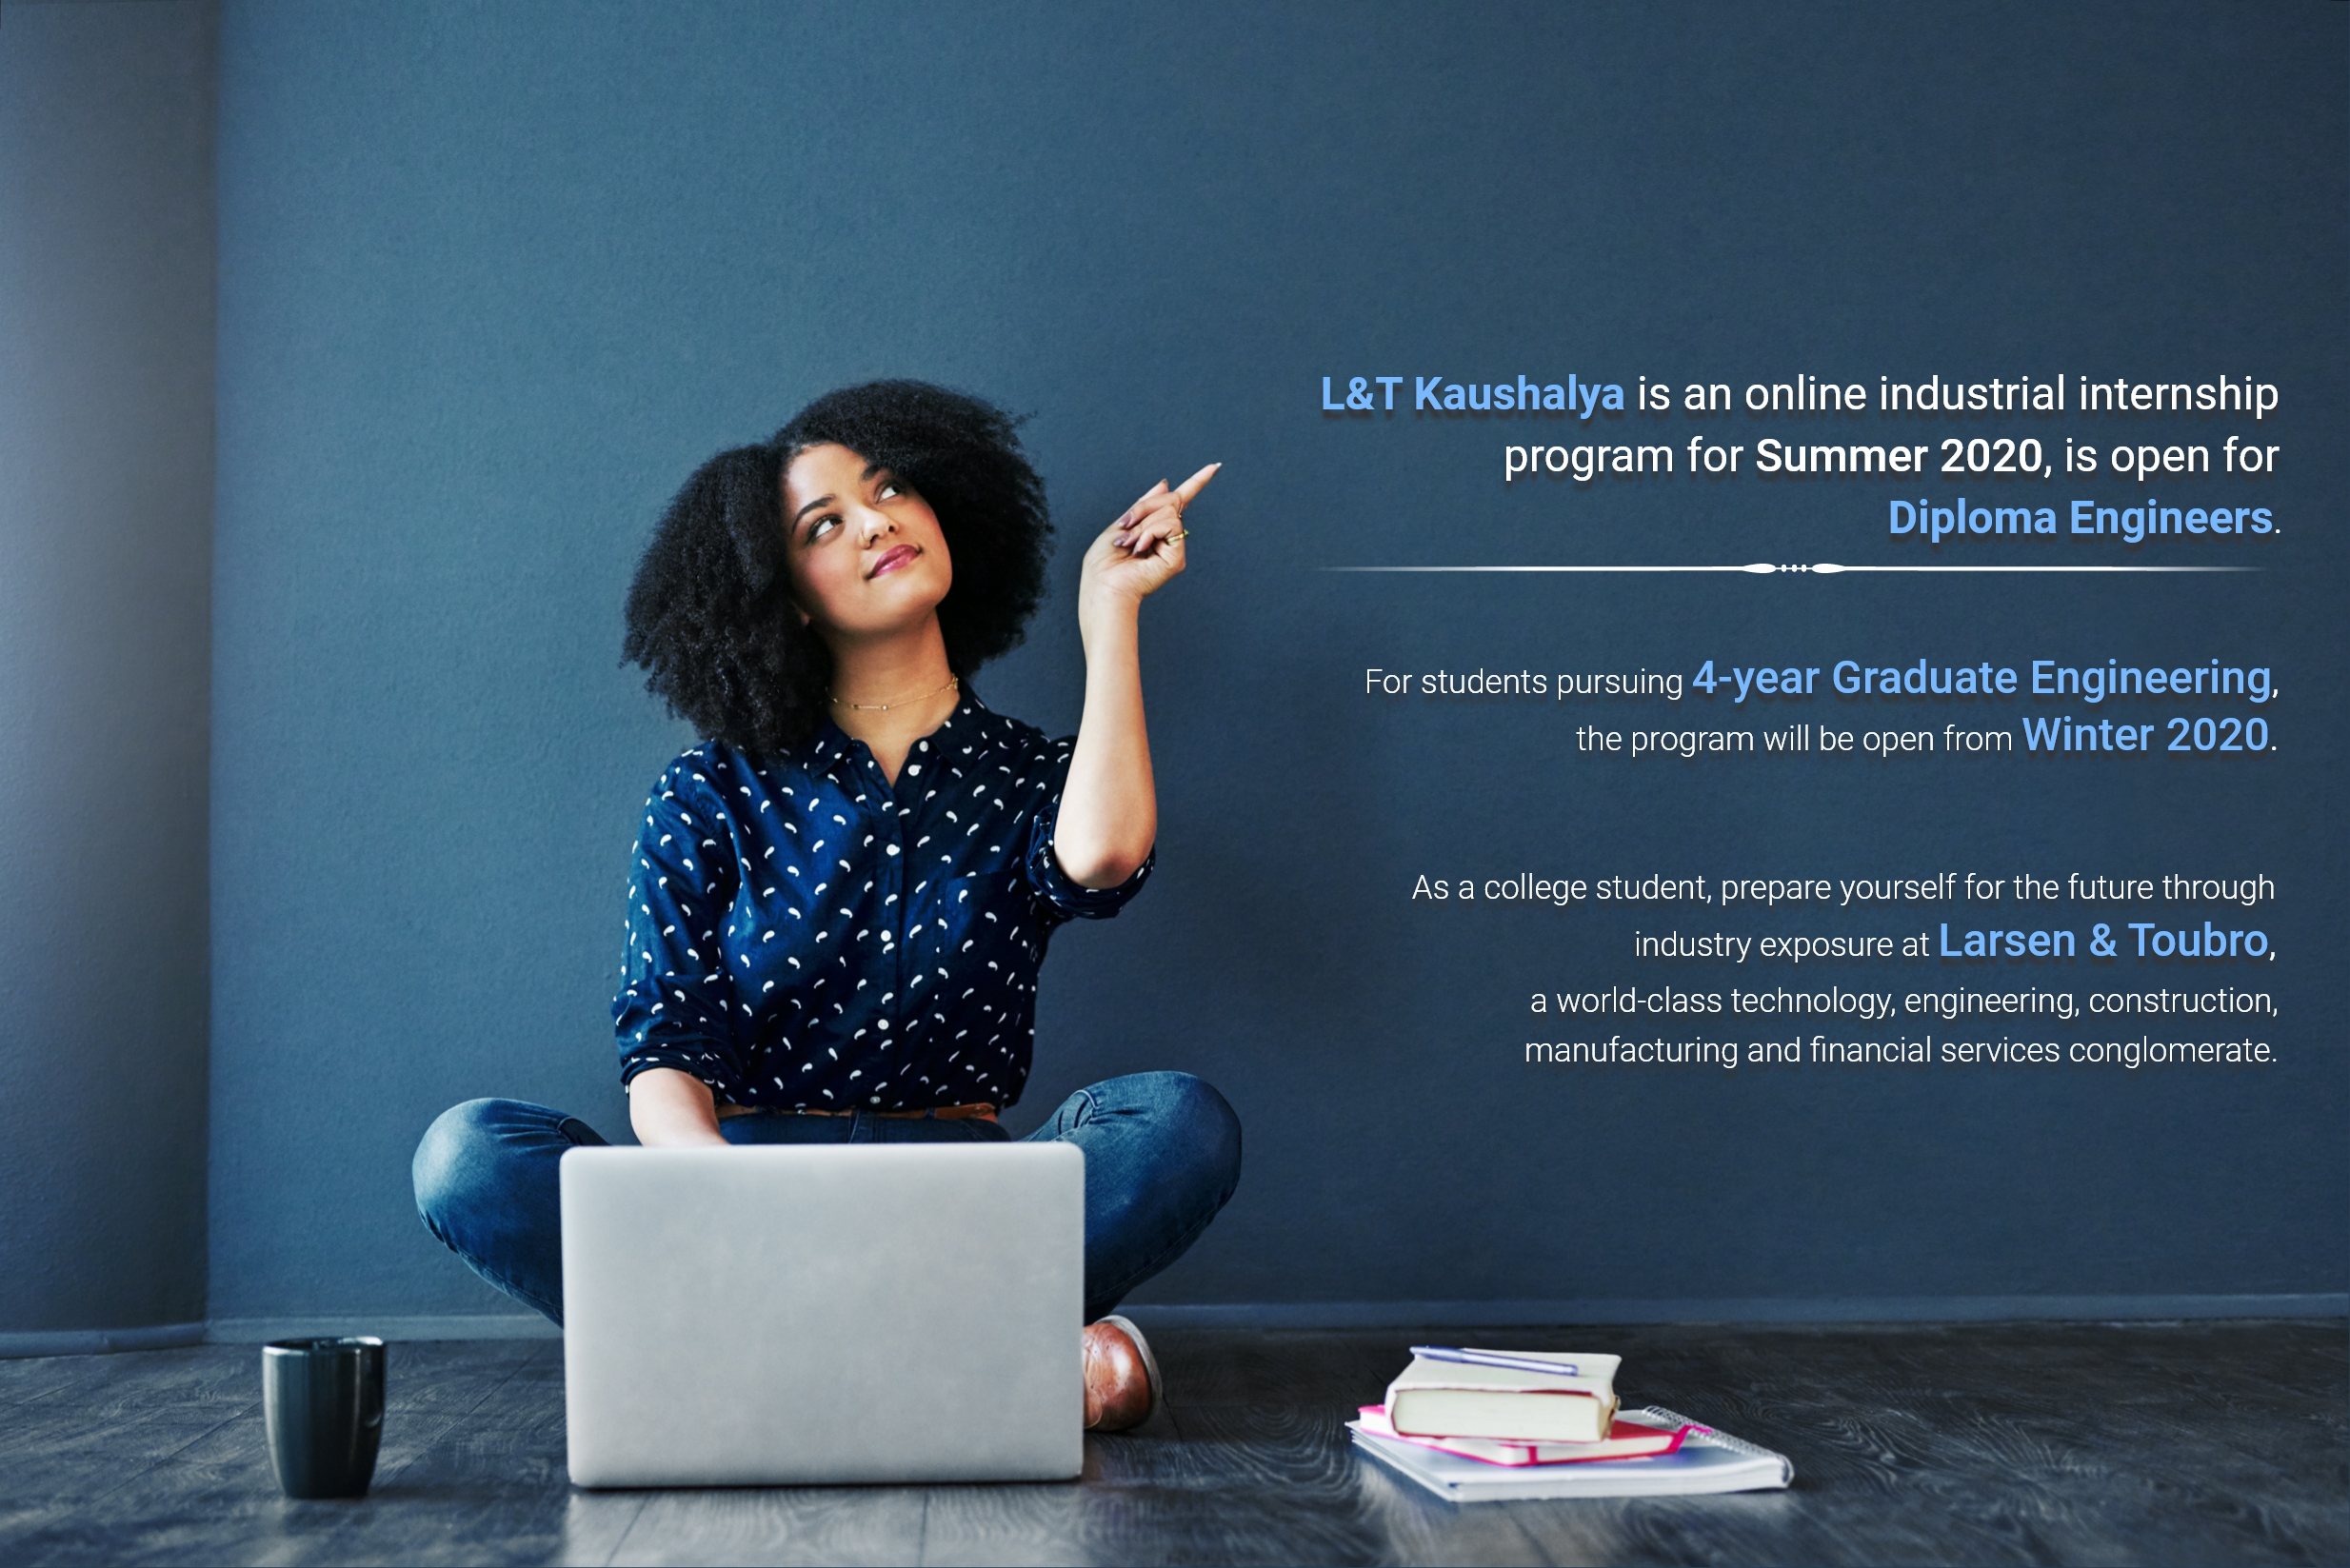 L&T Kaushalya is an online industrial internship
program for Summer 2020, is open for
Diploma Engineers.
For students pursuing 4-year Graduate Engineering,
the program will be open from Winter 2020.
As a college student, prepare yourself for the future through
industry exposure at Larsen & Toubro,
a world-class technology, engineering, construction,
manufacturing and financial services conglomerate.